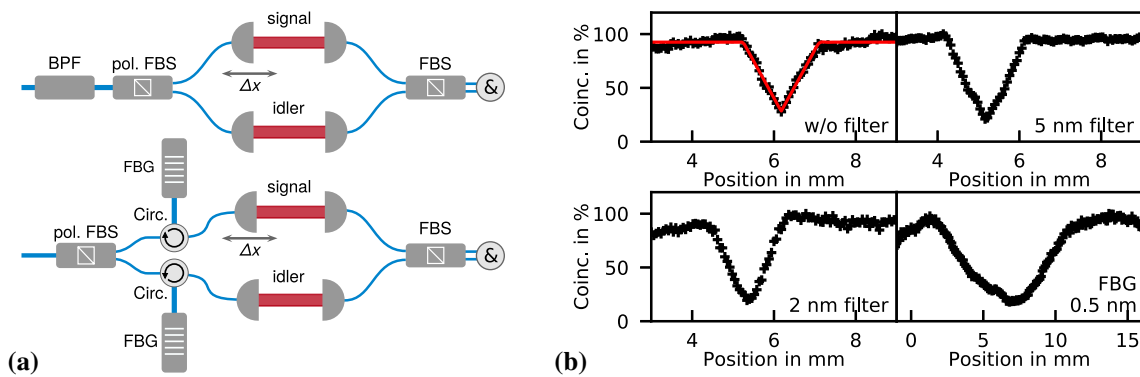 signal
BPF
pol. FBS
FBS
Δx
&
idler
FBG
signal
Circ.
pol. FBS
FBS
Δx
&
Circ.
idler
FBG
(a)
Coinc. in %
100
50
0
w/o filter
5 nm filter
4 6 8
4 6 8
Position in mm
Position in mm
Coinc. in %
100
50
0
2 nm filter
FBG
0.5 nm
4 6 8
0 5 10 15
Position in mm
Position in mm
(b)